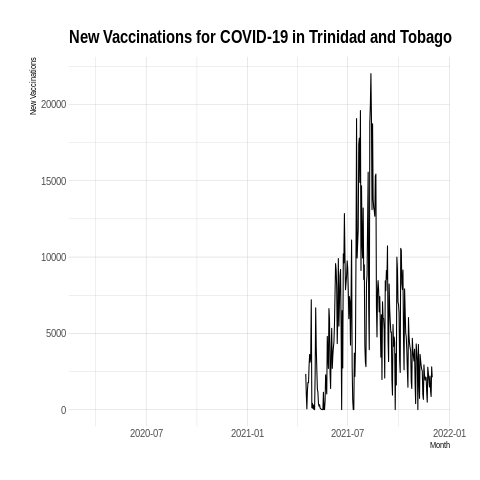 New Vaccinations for COVID-19 in Trinidad and Tobago
New Vaccinations
20000
15000
10000
5000
0
2020-07 2021-01 2021-07 2022-01
Month